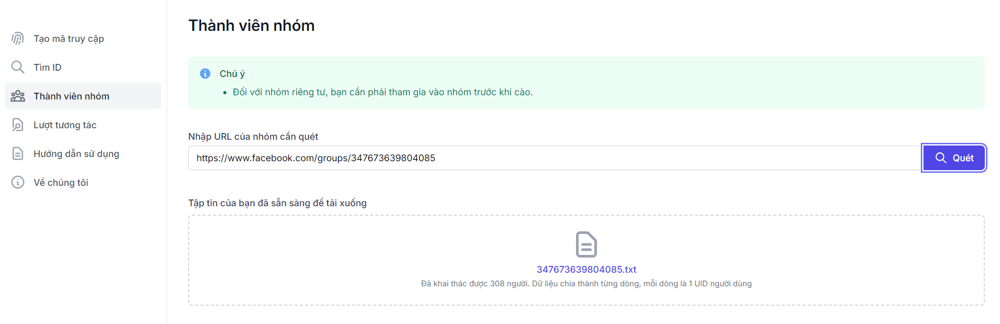 Tạo mã truy cập
Tìm ID
Thành viên nhóm
Lượt tương tác
Hướng dẫn sử dụng
Về chúng tôi
Thành viên nhóm
Chú ý
Đối với nhóm riêng tư, bạn cần phải tham gia vào nhóm trước khi cào.
Nhập URL của nhóm cần quét
https://www.facebook.com/groups/347673639804085
Quét
Tập tin của bạn đã sẵn sàng để tải xuống
347673639804085.txt
Đã khai thác được 308 người. Dữ liệu chia thành từng dòng, mỗi dòng là 1 UID người dùng